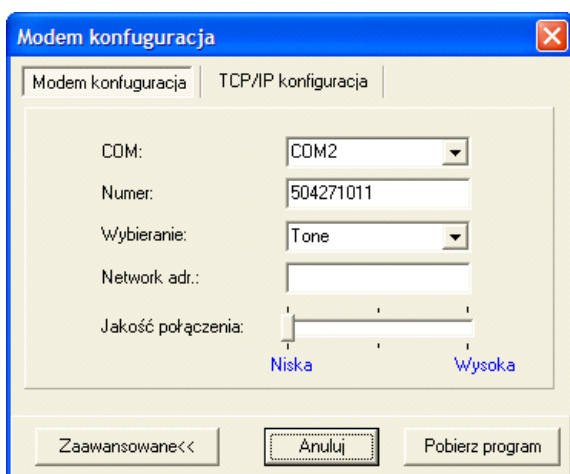 Modem konfuguracja
Modem konfuguracja TCP/IP konfiguracja
COM: COM2
Numer: 504271011
Wybieranie: Tone
Network adr.:
Jakość połączenia:
Niska Wysoka
Zaawansowane<< Anuluj Pobierz program